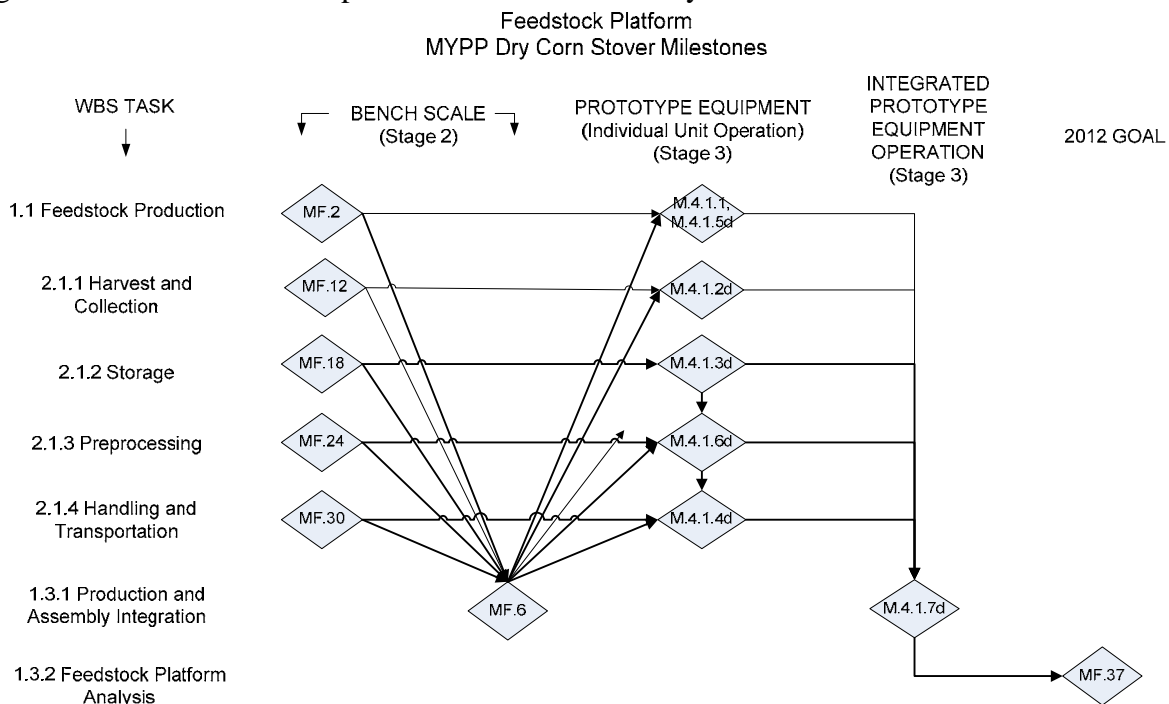 Feedstock Platform
MYPP Dry Corn Stover Milestones
WBS TASK
BENCH SCALE
(Stage 2)
PROTOTYPE EQUIPMENT
(Individual Unit Operation)
(Stage 3)
INTEGRATED
PROTOTYPE
EQUIPMENT
OPERATION
(Stage 3)
2012 GOAL
1.1 Feedstock Production
MF.2
M.4.1.1,
M.4.1.5d
2.1.1 Harvest and
Collection
MF.12
M.4.1.2d
2.1.2 Storage
MF.18
M.4.1.3d
2.1.3 Preprocessing
MF.24
M.4.1.6d
2.1.4 Handling and
Transportation
MF.30
M.4.1.4d
1.3.1 Production and
Assembly Integration
MF.6
M.4.1.7d
1.3.2 Feedstock Platform
Analysis
MF.37